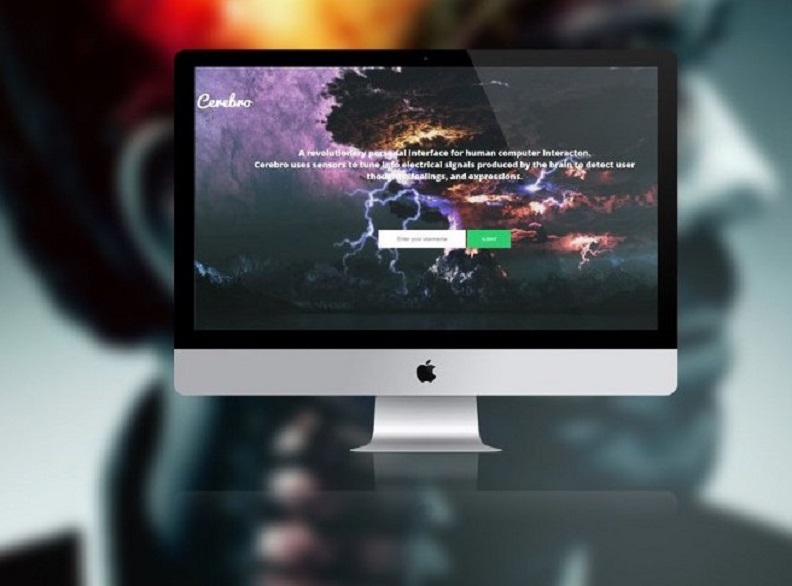 Cerebro
A revolutionary personal Interface for human computer Interacton.
Cerebro uses sensors to tune into electrical signals produced by the brain to detect user
thoughts, feelings, and expressions.
Enter your username
SUBMIT